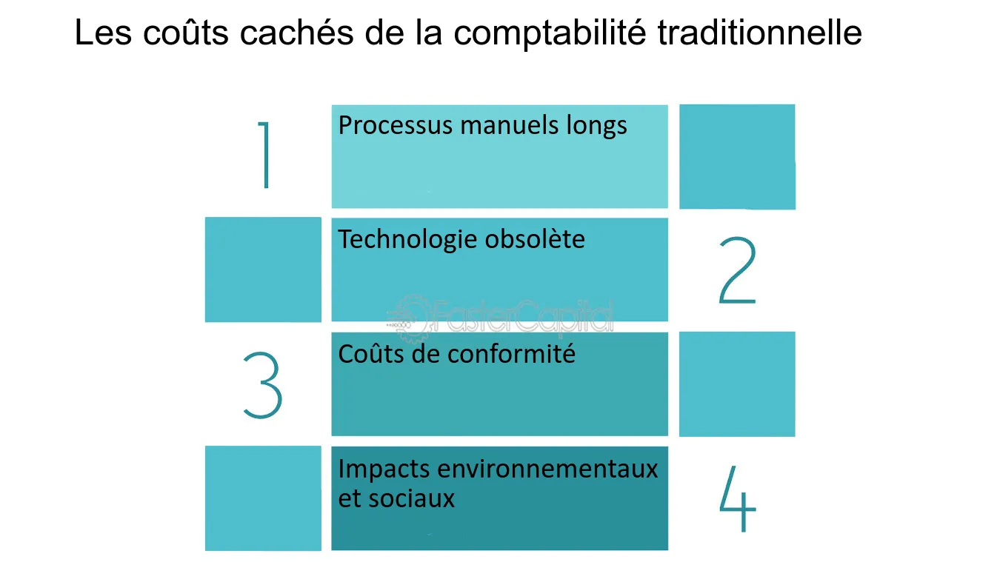 Les coûts cachés de la comptabilité traditionnelle
1
Processus manuels longs
Technologie obsolète
2
FasterCapital
3
Coûts de conformité
Impacts environnementaux
et sociaux
4